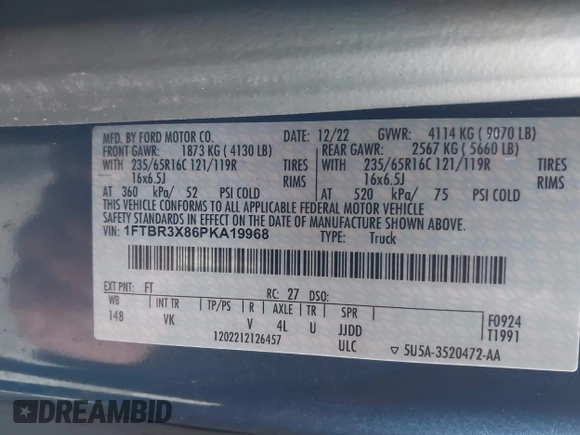 MFD. BY FORD MOTOR CO. DATE: 12/22 GVWR: 4114 KG ( 9070 LB)
FRONT GAWR: 1873 KG ( 4130 LB) REAR GAWR: 2567 KG ( 5660 LB)
WITH 235/65R16C 121/119R TIRES WITH 235/65R16C 121/119R TIRES
16x6.5J RIMS 16x6.5J RIMS
AT 360 kPa/ 52 PSI COLD AT 520 kPa/ 75 PSI COLD
THIS VEHICLE CONFORMS TO ALL APPLICABLE FEDERAL MOTOR VEHICLE
SAFETY STANDARDS IN EFFECT ON THE DATE OF MANUFACTURE SHOWN ABOVE.
VIN: 1FTBR3X86PKA19968 TYPE: Truck
EXT PNT: FT RC: 27 DSO:
WB INT TR TP/PS R AXLE TR SPR F0924
148 VK V 4L U JJDD T1991
1202212126457 ULC ▽ 5U5A-3520472-AA
DREAMBID